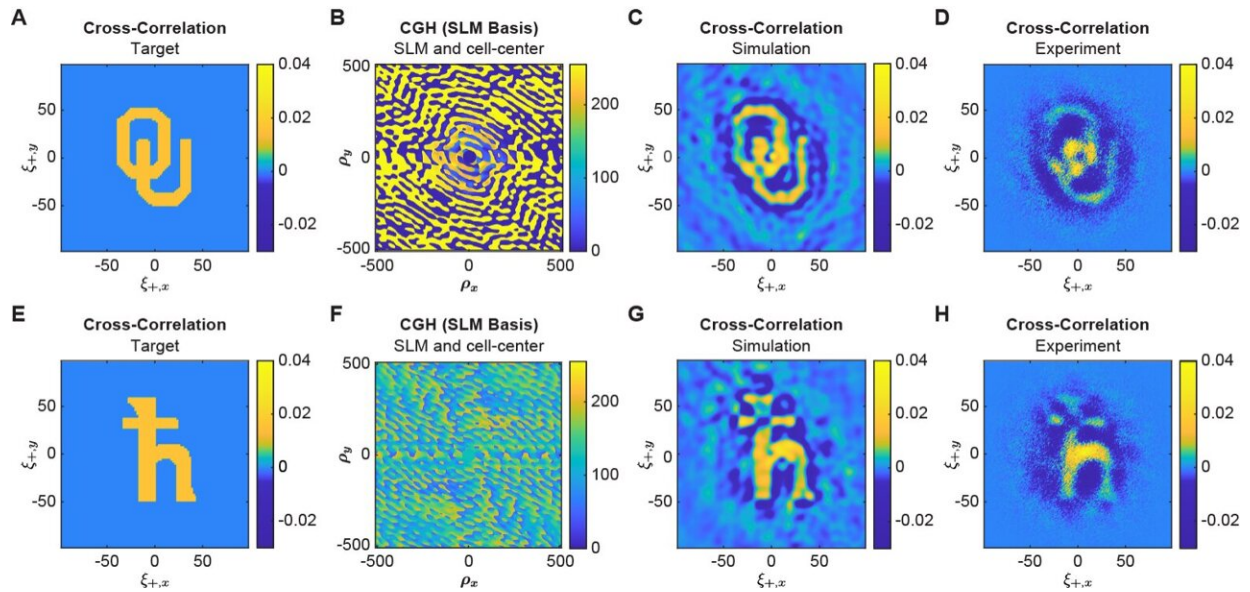 A
Cross-Correlation
Target
0.04
0.02
0
-0.02
50
0
-50
-50 0 50
ξ+,x
ξ+,y
B
CGH (SLM Basis)
SLM and cell-center
500
0
-500
-500 0 500
ρx
ρy
200
100
0
C
Cross-Correlation
Simulation
0.04
0.02
0
-0.02
50
0
-50
-50 0 50
ξ+,x
ξ+,y
D
Cross-Correlation
Experiment
0.04
0.02
0
-0.02
50
0
-50
-50 0 50
ξ+,x
ξ+,y
E
Cross-Correlation
Target
0.04
0.02
0
-0.02
50
0
-50
-50 0 50
ξ+,x
ξ+,y
F
CGH (SLM Basis)
SLM and cell-center
500
0
-500
-500 0 500
ρx
ρy
200
100
0
G
Cross-Correlation
Simulation
0.04
0.02
0
-0.02
50
0
-50
-50 0 50
ξ+,x
ξ+,y
H
Cross-Correlation
Experiment
0.04
0.02
0
-0.02
50
0
-50
-50 0 50
ξ+,x
ξ+,y